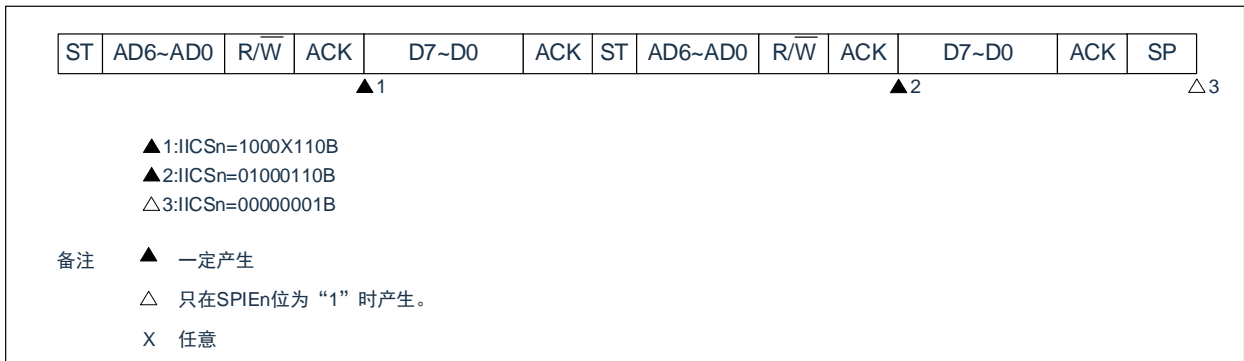 ST AD6~AD0 R/W̅ ACK D7~D0 ACK ST AD6~AD0 R/W̅ ACK D7~D0 ACK SP
▲1 ▲2 △3
▲1:IICSn=1000X110B
▲2:IICSn=01000110B
△3:IICSn=00000001B
备注 ▲ 一定产生
△ 只在SPIEn位为“1”时产生。
X 任意